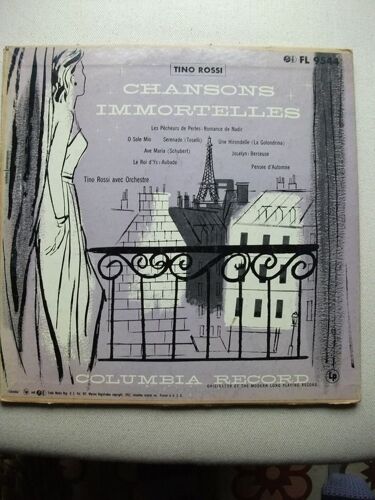 TINO ROSSI
FL 9544
CHANSONS
IMMORTELLES
Les Pêcheurs de Perles: Romance de Nadir
O Sole Mio Serenade (Toselli) Une Hirondelle (La Golondrina)
Ave Maria (Schubert) Jocelyn: Berceuse
Le Roi d'Ys: Aubade Pensée d'Automne
Tino Rossi avec Orchestre
COLUMBIA RECORD
ORIGINATOR OF THE MODERN LONG PLAYING RECORD
Lp